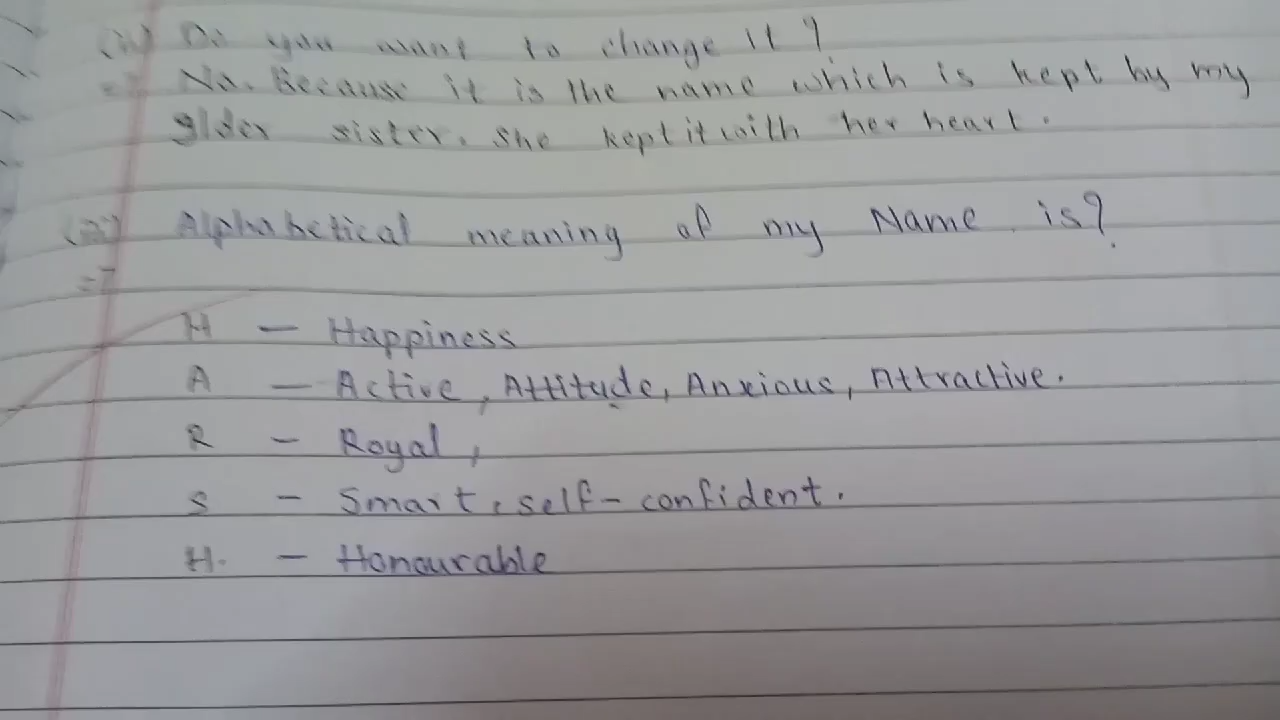 (iv) Do you want to change it?
=> No. Because it is the name which is kept by my
elder sister. She kept it with her heart.
Alphabetical meaning of my Name is?
=>
H - Happiness
A - Active, Attitude, Anxious, Attractive.
R - Royal,
S - Smart, self-confident.
H. - Honourable